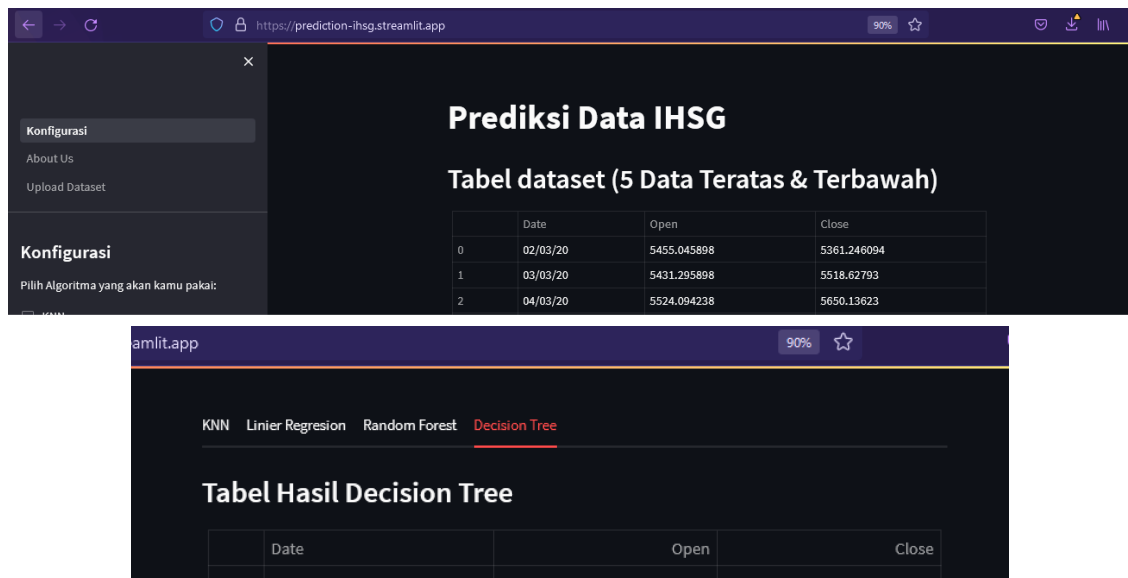 https://prediction-ihsg.streamlit.app
90%
Konfigurasi
About Us
Upload Dataset
Konfigurasi
Pilih Algoritma yang akan kamu pakai:
KNN
Prediksi Data IHSG
Tabel dataset (5 Data Teratas & Terbawah)
Date Open Close
0 02/03/20 5455.045898 5361.246094
1 03/03/20 5431.295898 5518.62793
2 04/03/20 5524.094238 5650.13623
amlit.app 90%
KNN Linier Regresion Random Forest Decision Tree
Tabel Hasil Decision Tree
Date Open Close